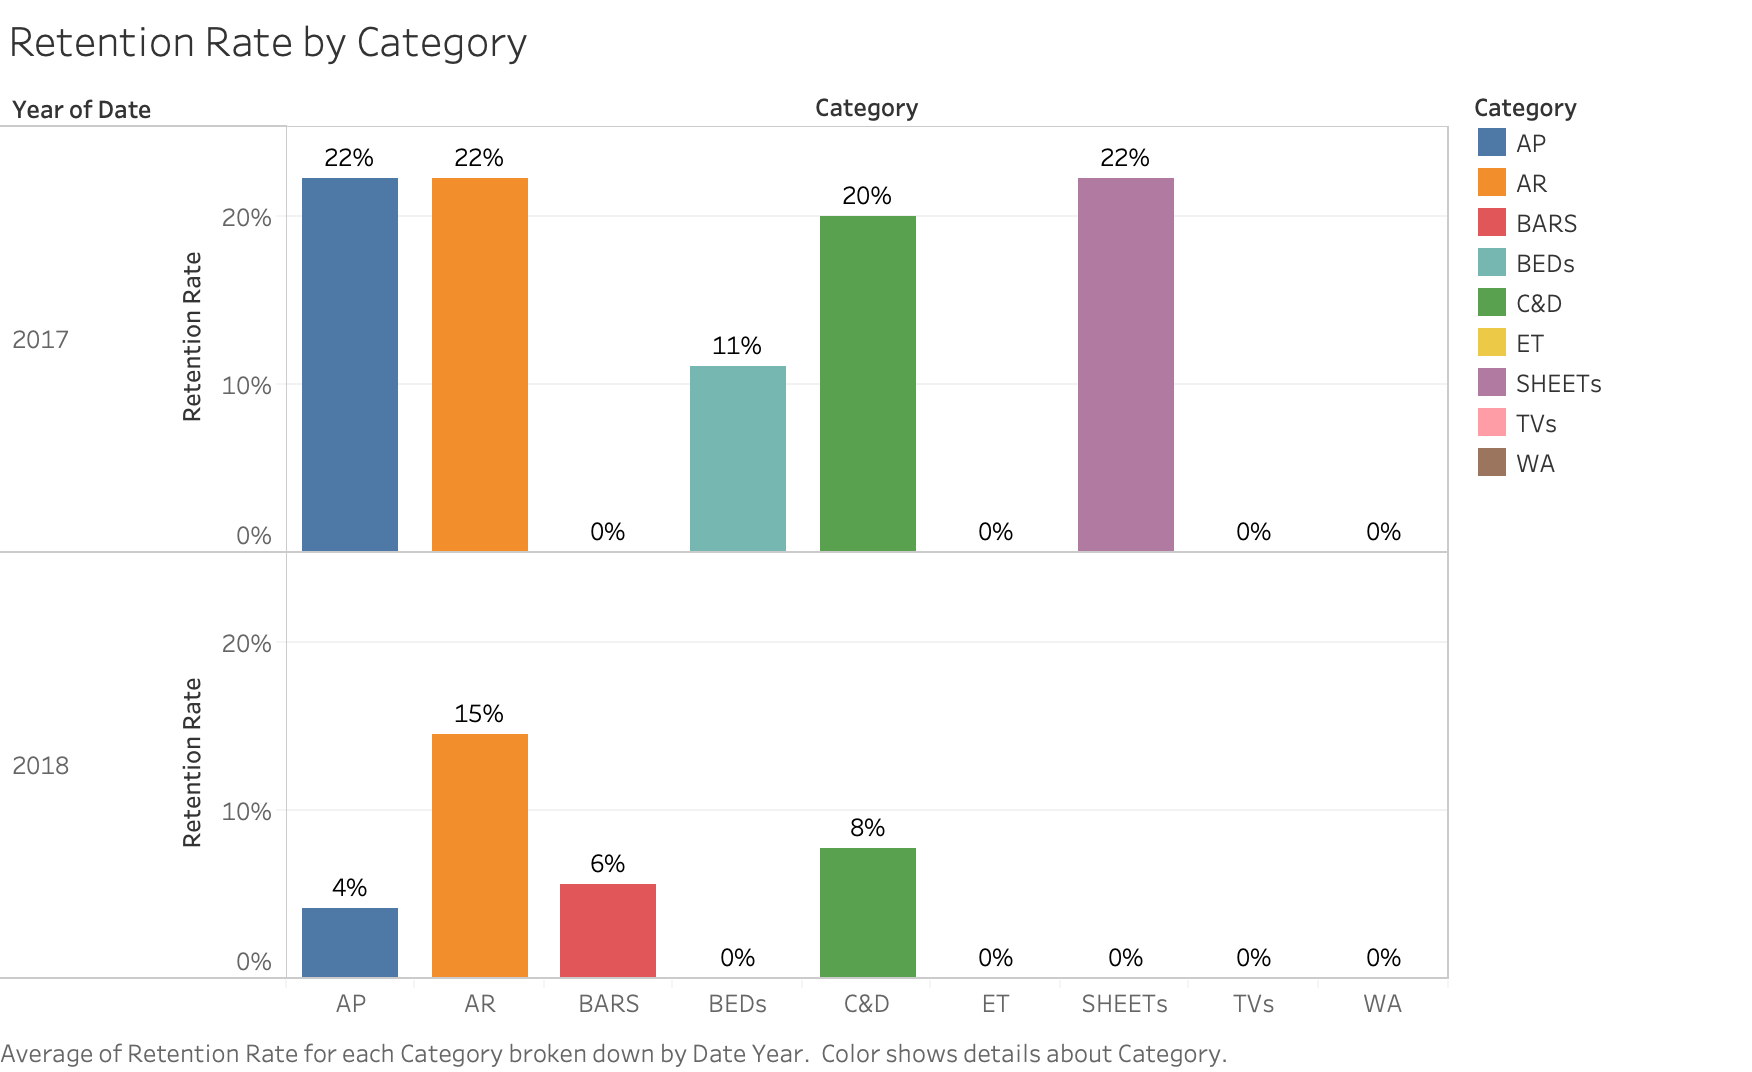 Retention Rate by Category
Year of Date
Category
2017
Retention Rate
20%
10%
0%
22%
22%
0%
11%
20%
0%
22%
0%
0%
2018
Retention Rate
20%
10%
0%
4%
15%
6%
0%
8%
0%
0%
0%
0%
AP
AR
BARS
BEDs
C&D
ET
SHEETs
TVs
WA
Category
AP
AR
BARS
BEDs
C&D
ET
SHEETs
TVs
WA
Average of Retention Rate for each Category broken down by Date Year.  Color shows details about Category.